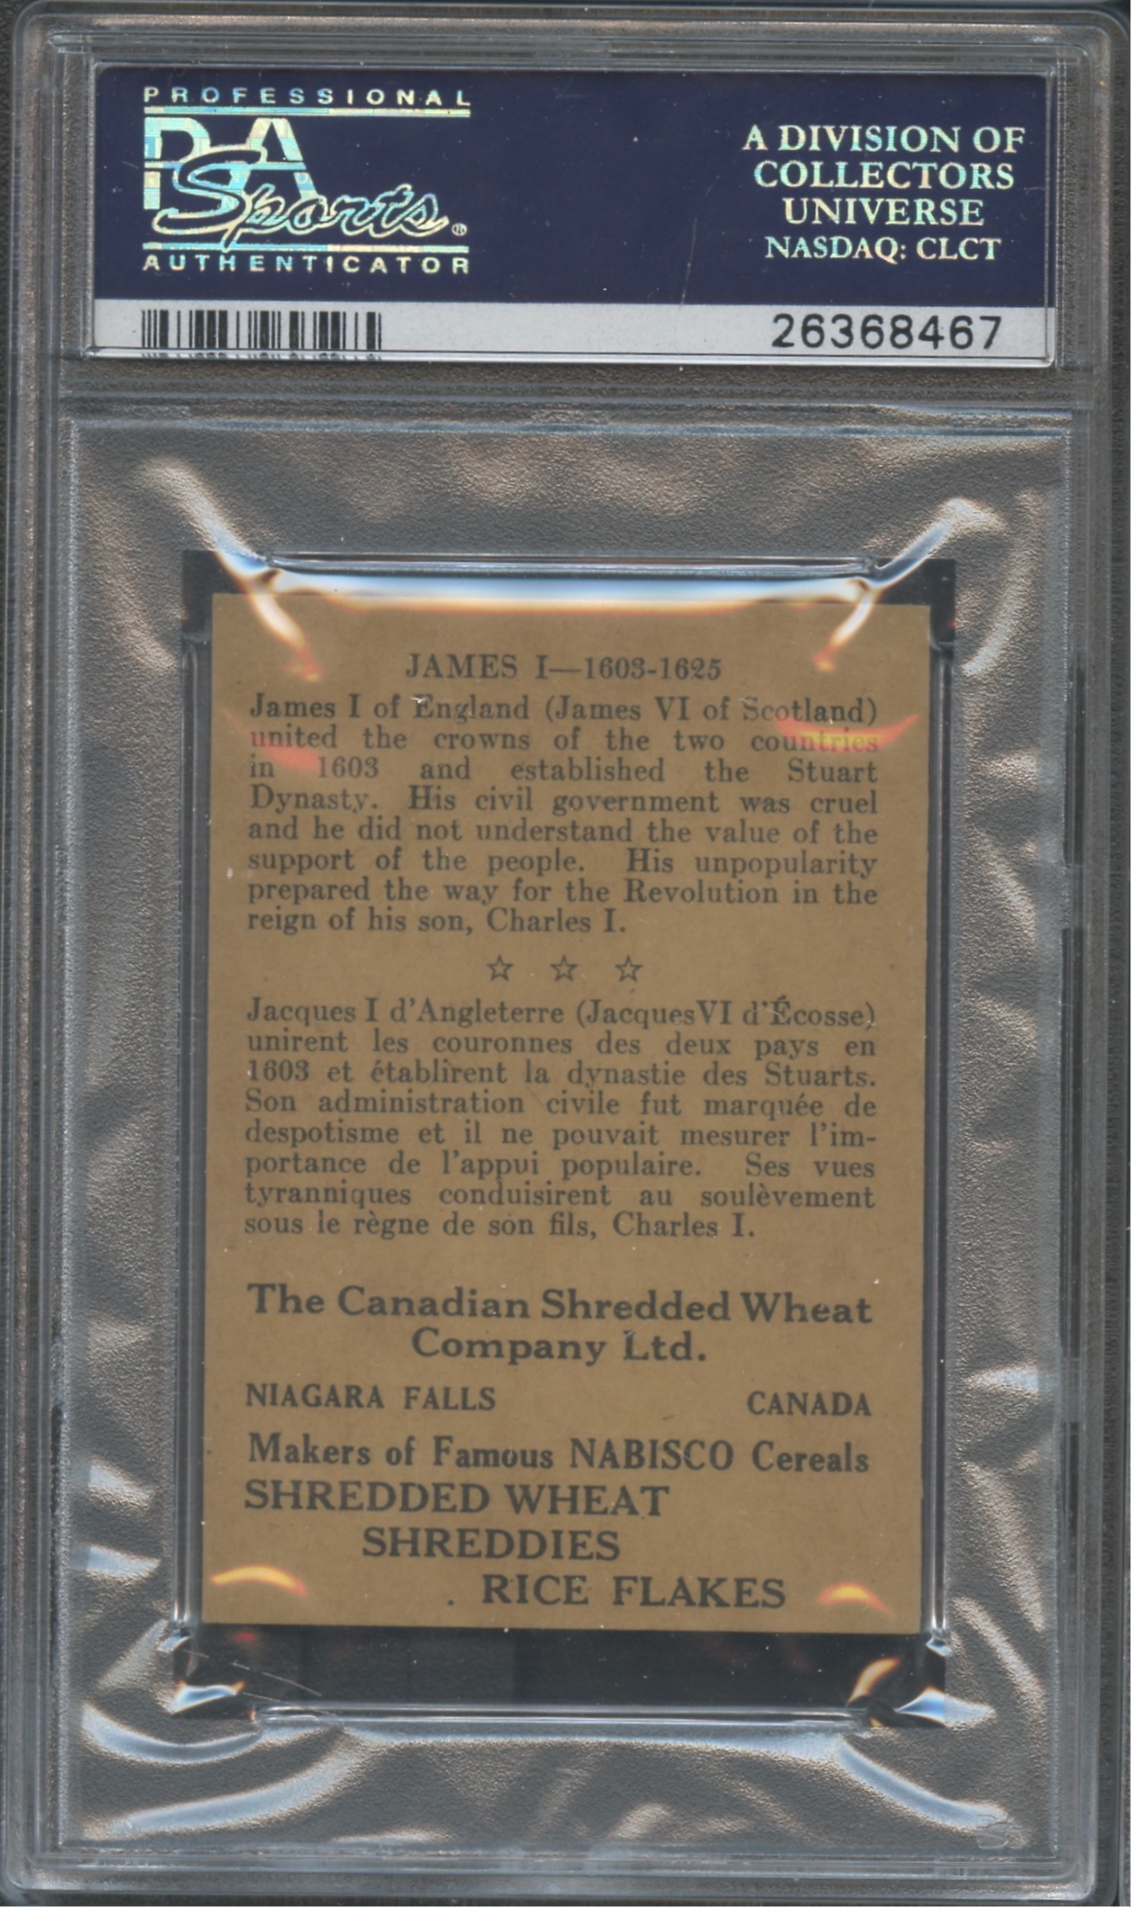 PROFESSIONAL
PSA
Sports®
AUTHENTICATOR
A DIVISION OF
COLLECTORS
UNIVERSE
NASDAQ: CLCT
26368467
JAMES I—1603-1625
James I of England (James VI of Scotland)
united the crowns of the two countries
in 1603 and established the Stuart
Dynasty. His civil government was cruel
and he did not understand the value of the
support of the people. His unpopularity
prepared the way for the Revolution in the
reign of his son, Charles I.
☆ ☆ ☆
Jacques I d'Angleterre (Jacques VI d'Écosse)
unirent les couronnes des deux pays en
1603 et établirent la dynastie des Stuarts.
Son administration civile fut marquée de
despotisme et il ne pouvait mesurer l'im-
portance de l'appui populaire. Ses vues
tyranniques conduisirent au soulèvement
sous le règne de son fils, Charles I.
The Canadian Shredded Wheat
Company Ltd.
NIAGARA FALLS CANADA
Makers of Famous NABISCO Cereals
SHREDDED WHEAT
SHREDDIES
RICE FLAKES